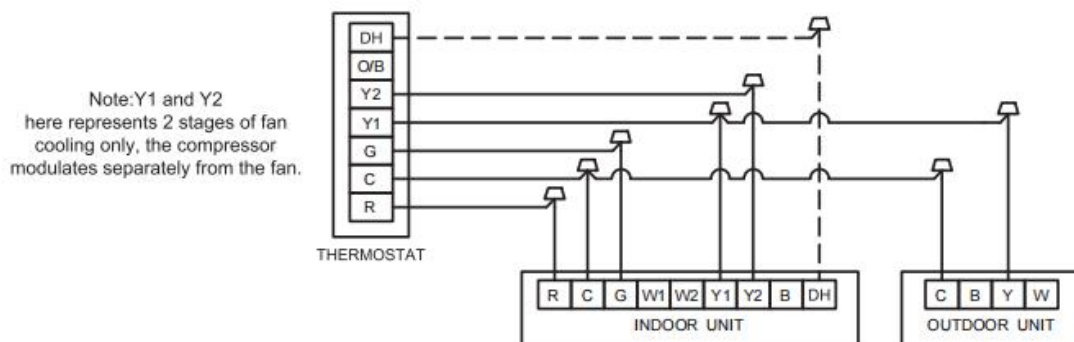 DH
O/B
Y2
Y1
G
C
R
THERMOSTAT
Note:Y1 and Y2
here represents 2 stages of fan
cooling only, the compressor
modulates separately from the fan.
R C G W1 W2 Y1 Y2 B DH
INDOOR UNIT
C B Y W
OUTDOOR UNIT